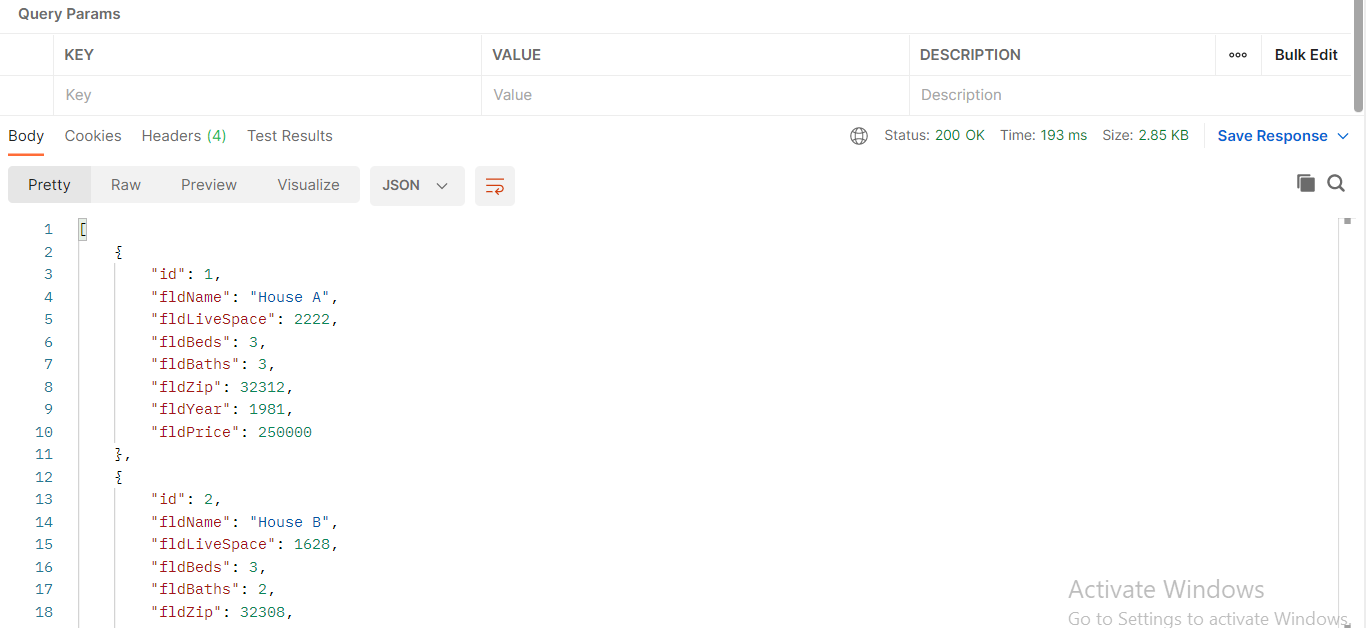 Query Params
KEY VALUE DESCRIPTION ooo Bulk Edit
Key Value Description
Body Cookies Headers (4) Test Results Status: 200 OK Time: 193 ms Size: 2.85 KB Save Response
Pretty Raw Preview Visualize JSON
1 [
2 {
3 "id": 1,
4 "fldName": "House A",
5 "fldLiveSpace": 2222,
6 "fldBeds": 3,
7 "fldBaths": 3,
8 "fldZip": 32312,
9 "fldYear": 1981,
10 "fldPrice": 250000
11 },
12 {
13 "id": 2,
14 "fldName": "House B",
15 "fldLiveSpace": 1628,
16 "fldBeds": 3,
17 "fldBaths": 2,
18 "fldZip": 32308,
Activate Windows
Go to Settings to activate Windows.